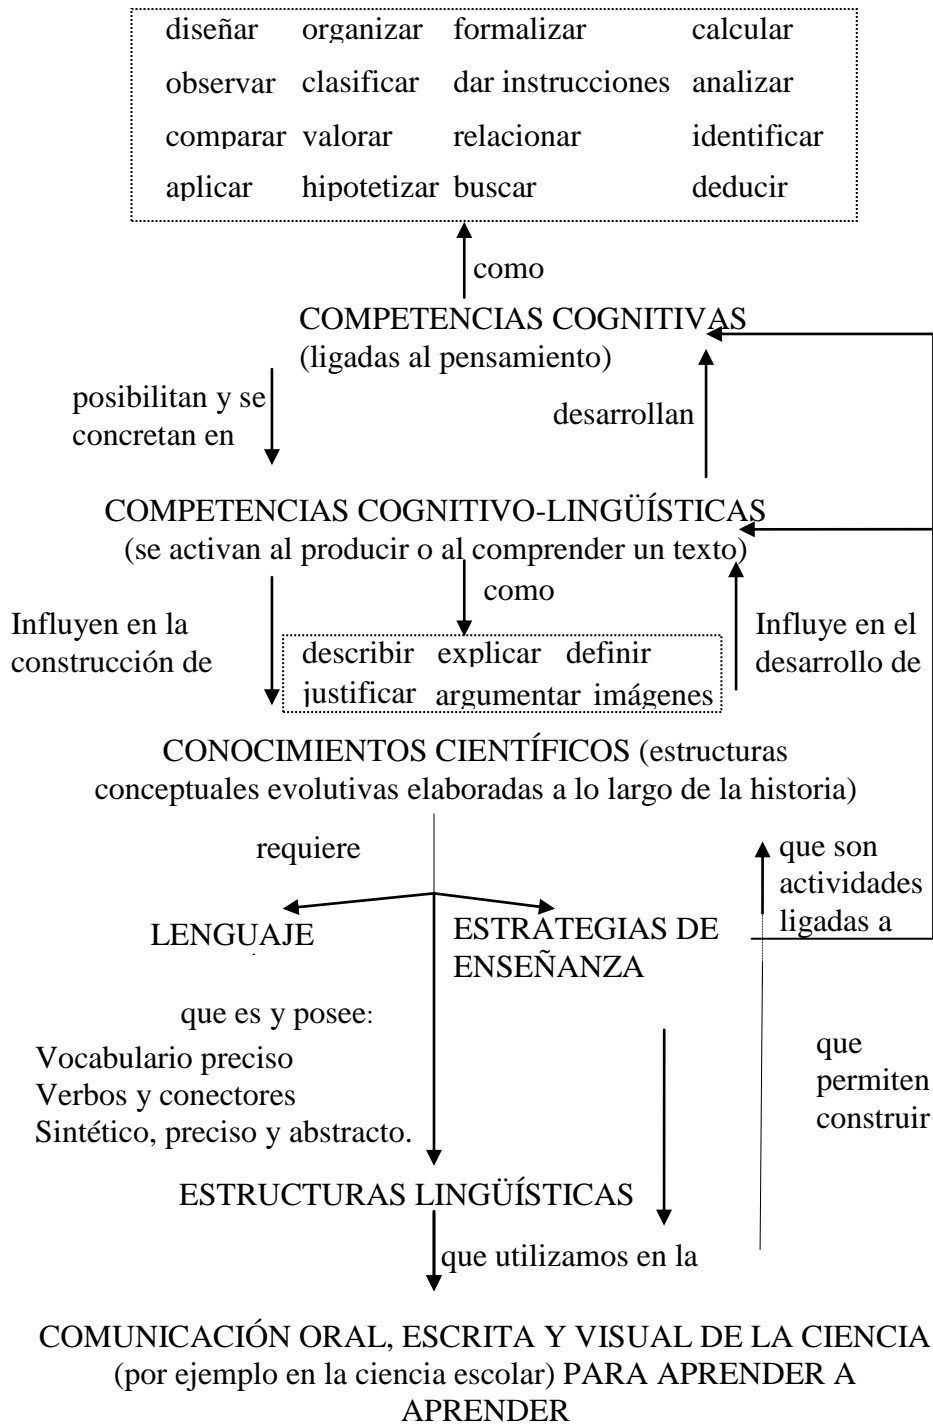 diseñar organizar formalizar calcular
observar clasificar dar instrucciones analizar
comparar valorar relacionar identificar
aplicar hipotetizar buscar deducir
como
COMPETENCIAS COGNITIVAS
(ligadas al pensamiento)
posibilitan y se
concretan en
desarrollan
COMPETENCIAS COGNITIVO-LINGÜÍSTICAS
(se activan al producir o al comprender un texto)
como
Influyen en la
construcción de
describir explicar definir
justificar argumentar imágenes
Influye en el
desarrollo de
CONOCIMIENTOS CIENTÍFICOS (estructuras
conceptuales evolutivas elaboradas a lo largo de la historia)
requiere
que son
actividades
ligadas a
LENGUAJE
ESTRATEGIAS DE
ENSEÑANZA
que es y posee:
Vocabulario preciso
Verbos y conectores
Sintético, preciso y abstracto.
que
permiten
construir
ESTRUCTURAS LINGÜÍSTICAS
que utilizamos en la
COMUNICACIÓN ORAL, ESCRITA Y VISUAL DE LA CIENCIA
(por ejemplo en la ciencia escolar) PARA APRENDER A
APRENDER